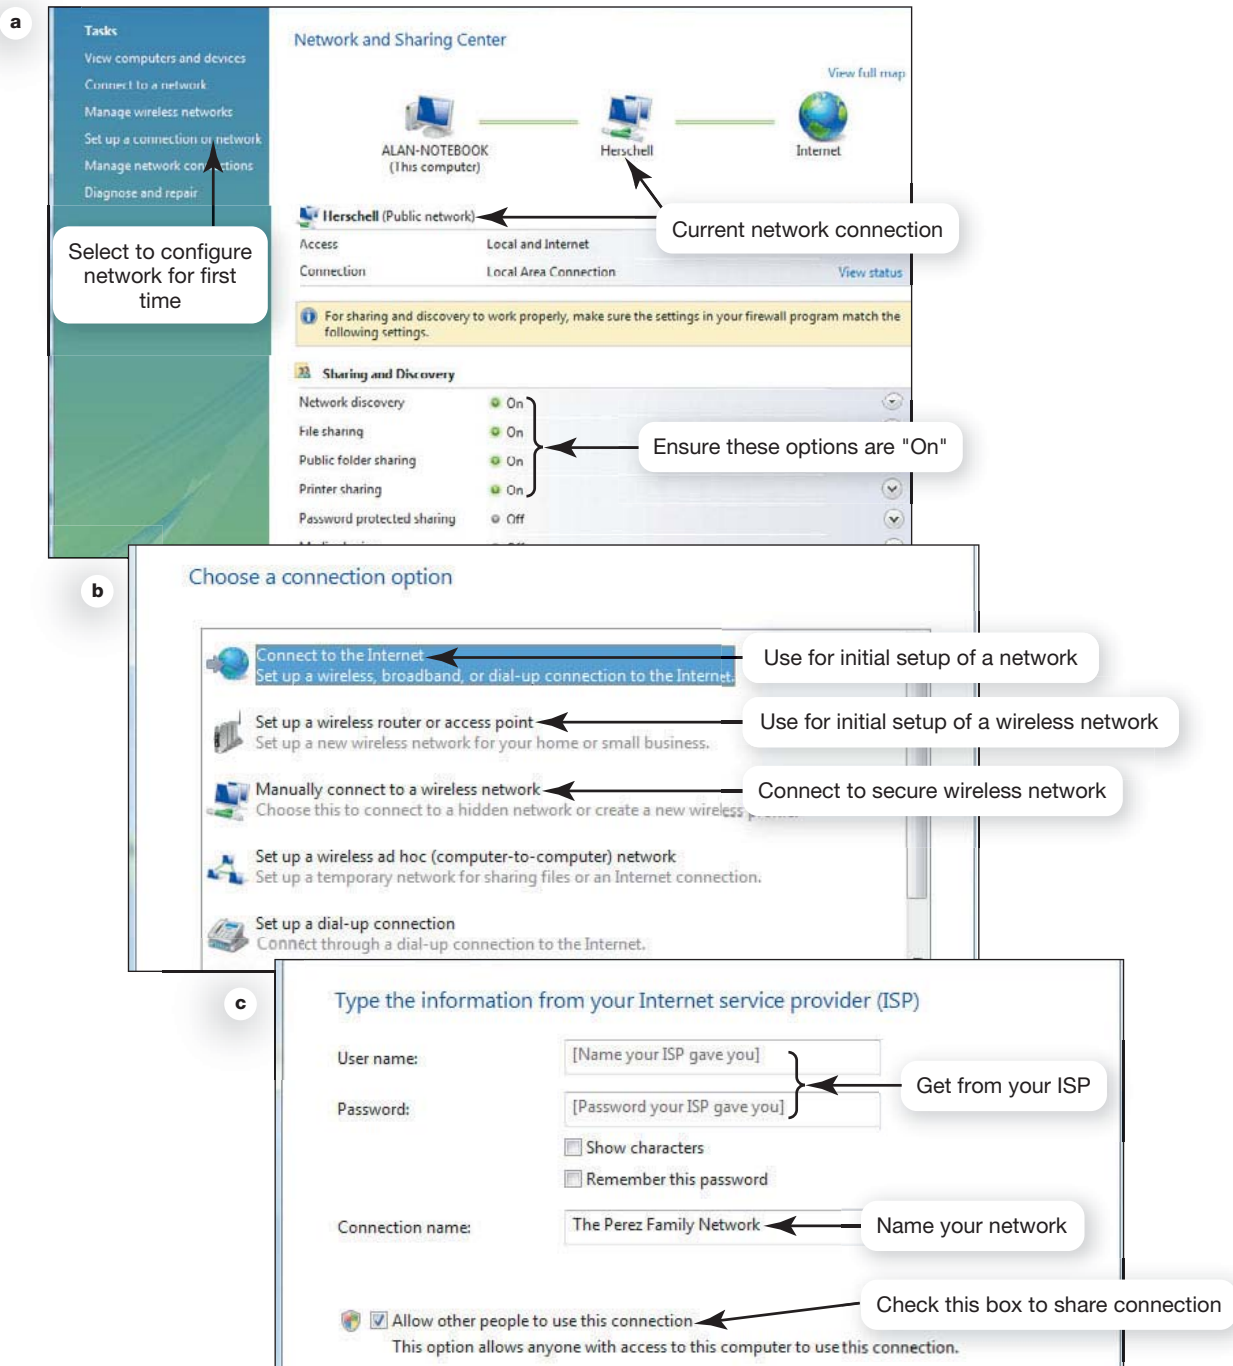 a
Tasks
View computers and devices
Connect to a network
Manage wireless networks
Set up a connection or network
Manage network connections
Diagnose and repair
Select to configure
network for first
time
Network and Sharing Center
View full map
ALAN-NOTEBOOK
(This computer)
Herschell
Internet
Herschell (Public network)
Current network connection
Access
Local and Internet
Connection
Local Area Connection
View status
For sharing and discovery to work properly, make sure the settings in your firewall program match the
following settings.
Sharing and Discovery
Network discovery
On
File sharing
On
Public folder sharing
On
Printer sharing
On
Password protected sharing
Off
Ensure these options are "On"
b
Choose a connection option
Connect to the Internet
Set up a wireless, broadband, or dial-up connection to the Internet.
Use for initial setup of a network
Set up a wireless router or access point
Set up a new wireless network for your home or small business.
Use for initial setup of a wireless network
Manually connect to a wireless network
Choose this to connect to a hidden network or create a new wireless
Connect to secure wireless network
Set up a wireless ad hoc (computer-to-computer) network
Set up a temporary network for sharing files or an Internet connection.
Set up a dial-up connection
Connect through a dial-up connection to the Internet.
c
Type the information from your Internet service provider (ISP)
User name:
[Name your ISP gave you]
Password:
[Password your ISP gave you]
Get from your ISP
Show characters
Remember this password
Connection name:
The Perez Family Network
Name your network
Allow other people to use this connection
This option allows anyone with access to this computer to use this connection.
Check this box to share connection